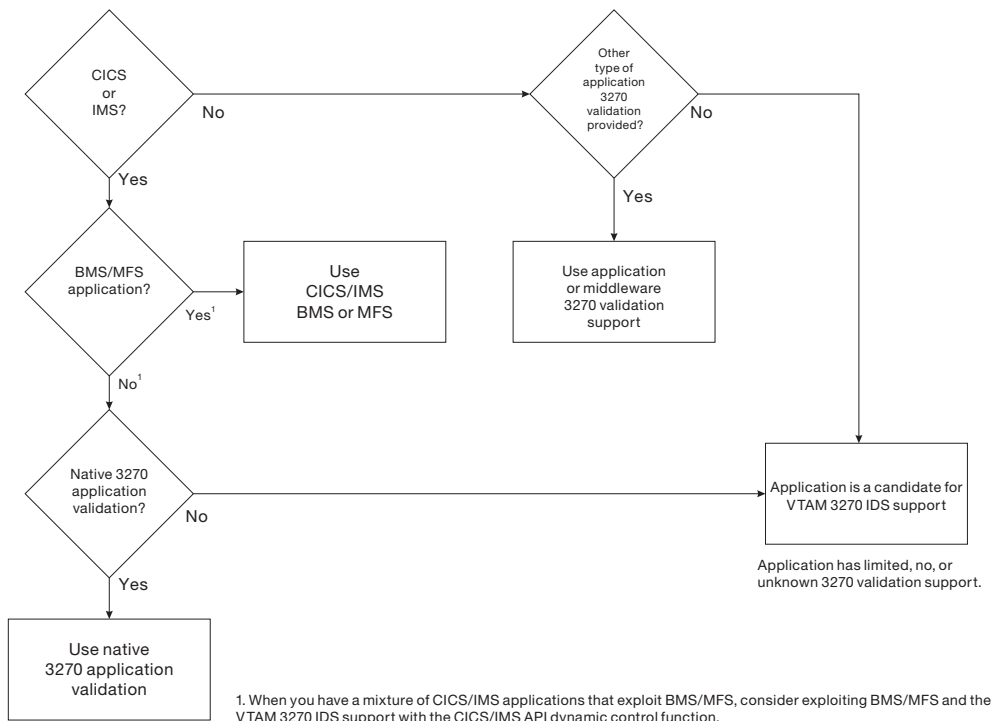 CICS
or
IMS?
No
Yes
Other
type of
application
3270
validation
provided?
No
Yes
BMS/MFS
application?
Yes¹
No¹
Use
CICS/IMS
BMS or MFS
Use application
or middleware
3270 validation
support
Native 3270
application
validation?
No
Yes
Application is a candidate for
VTAM 3270 IDS support
Application has limited, no, or
unknown 3270 validation support.
Use native
3270 application
validation
1. When you have a mixture of CICS/IMS applications that exploit BMS/MFS, consider exploiting BMS/MFS and the
VTAM 3270 IDS support with the CICS/IMS API dynamic control function.